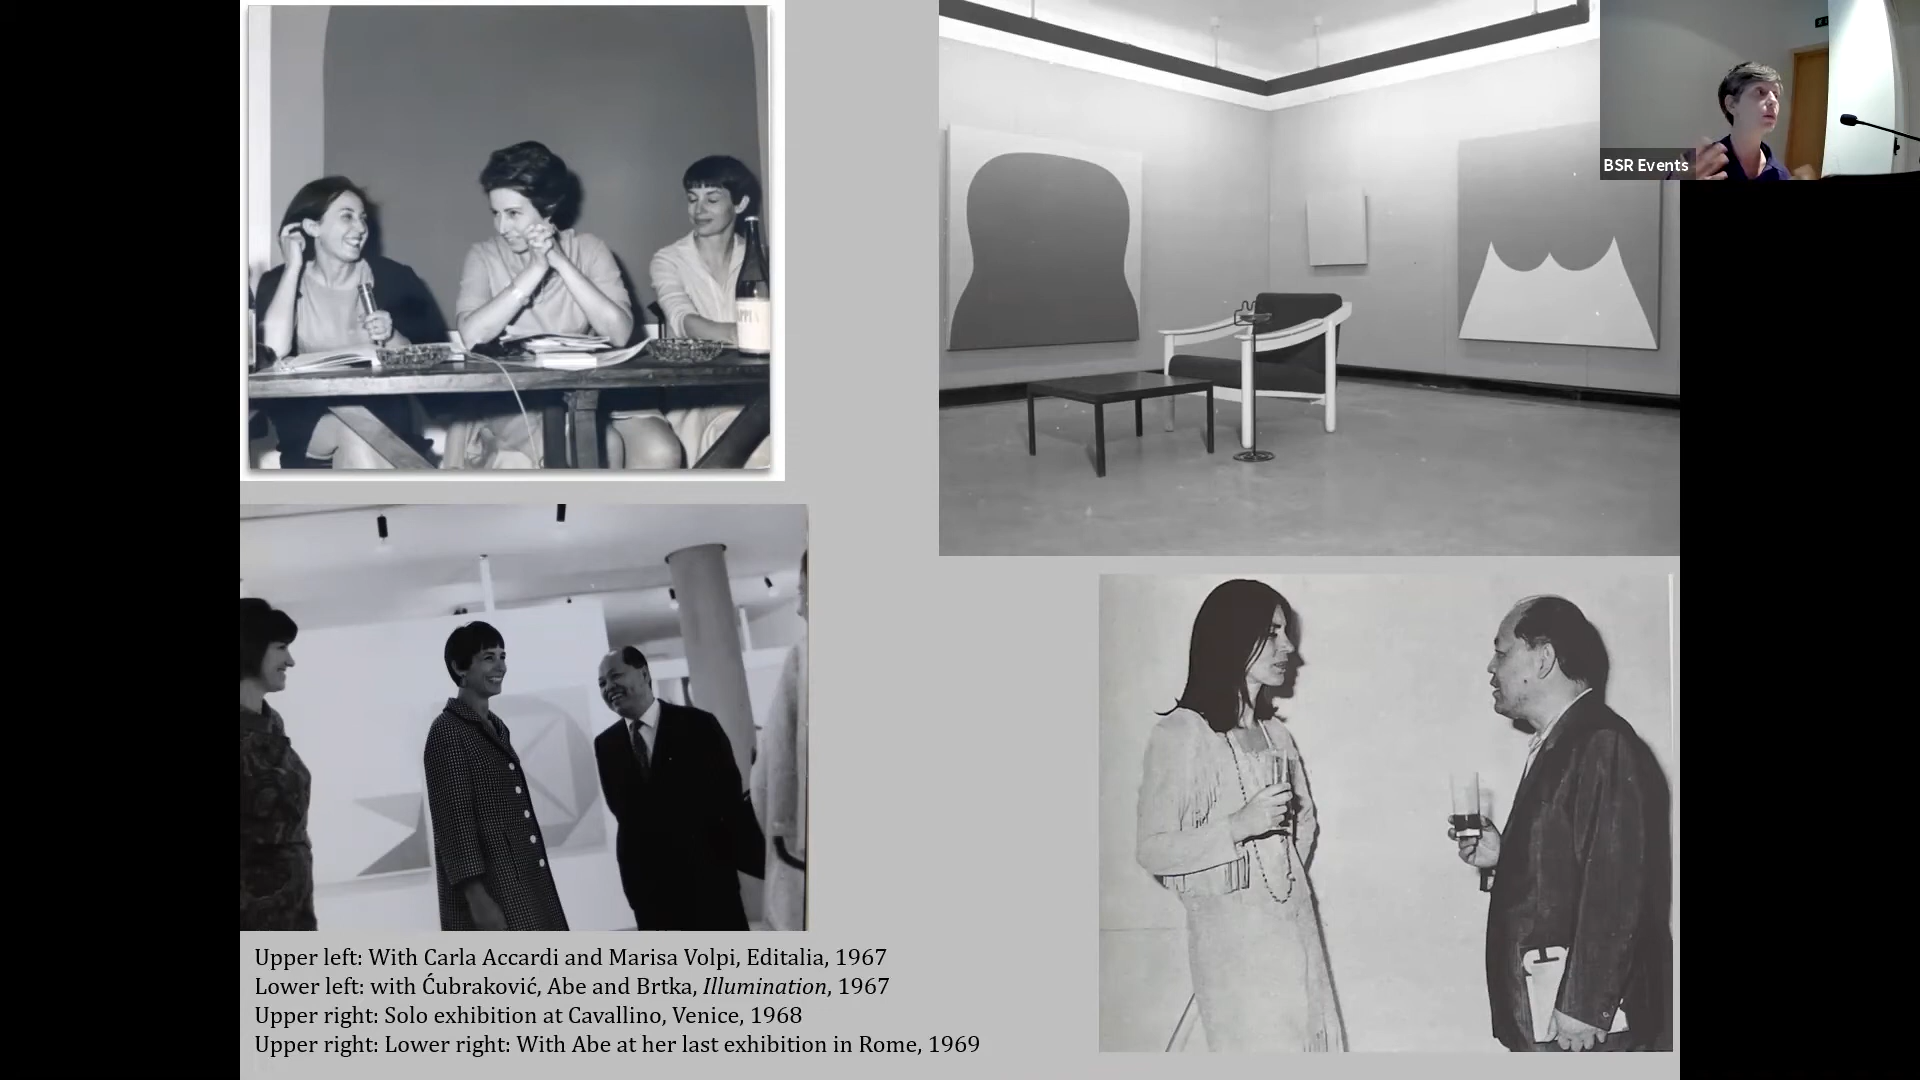 BSR Events
Upper left: With Carla Accardi and Marisa Volpi, Editalia, 1967
Lower left: with Ćubraković, Abe and Brtka, Illumination, 1967
Upper right: Solo exhibition at Cavallino, Venice, 1968
Upper right: Lower right: With Abe at her last exhibition in Rome, 1969